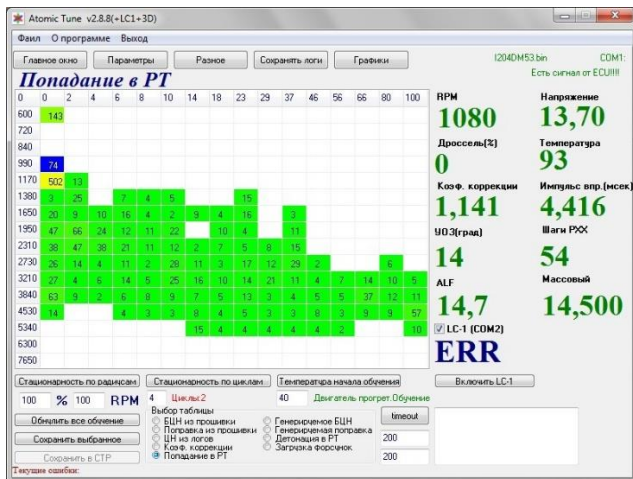 Atomic Tune v2.8.8(+LC1+3D)
Фаил О программе Выход
Главное окно Параметры Разное Сохранять логи Графики I204DM53.bin COM1:
Есть сигнал от ECU!!!!
Попадание в РТ
0 0 2 4 6 8 10 14 18 23 29 37 46 56 66 80 100
600 143
720
840
990 74
1170 502 13
1380 3 25 7 4 5 15
1650 20 9 10 16 4 2 9 4 16 3
1950 47 66 24 12 11 22 10 4 11
2310 38 47 38 21 11 12 2 7 5 8 15
2730 26 14 4 11 2 28 11 3 17 12 29 2 6
3210 27 4 6 14 5 25 16 10 14 21 11 4 7 14 10 5
3840 63 9 2 6 8 9 7 5 13 3 4 5 5 37 12 11
4530 14 4 3 3 8 4 5 3 3 8 3 9 9 57
5340 15 4 4 4 4 4 2 10
6300
7650
RPM Напряжение
1080 13,70
Дроссель(%) Температура
0 93
Коэф. коррекции Импульс впр.(мсек)
1,141 4,416
УОЗ(град) Шаги РХХ
14 54
ALF Массовый
14,7 14,500
LC-1 (COM2)
ERR
Стационарность по радиусам Стационарность по циклам Температура начала обучения Включить LC-1
100 % 100 RPM 4 Циклы:2 40 Двигатель прогрет.Обучение
Обнулить все обучение
Сохранить выбранное
Сохранить в СТР
Выбор таблицы
БЦН из прошивки Генерируемое БЦН
Поправка из прошивки Генерируемая поправка
ЦН из логов Детонация в РТ
Коэф. коррекции Загрузка форсунок
Попадание в РТ
timeout
200
200
Текущие ошибки: